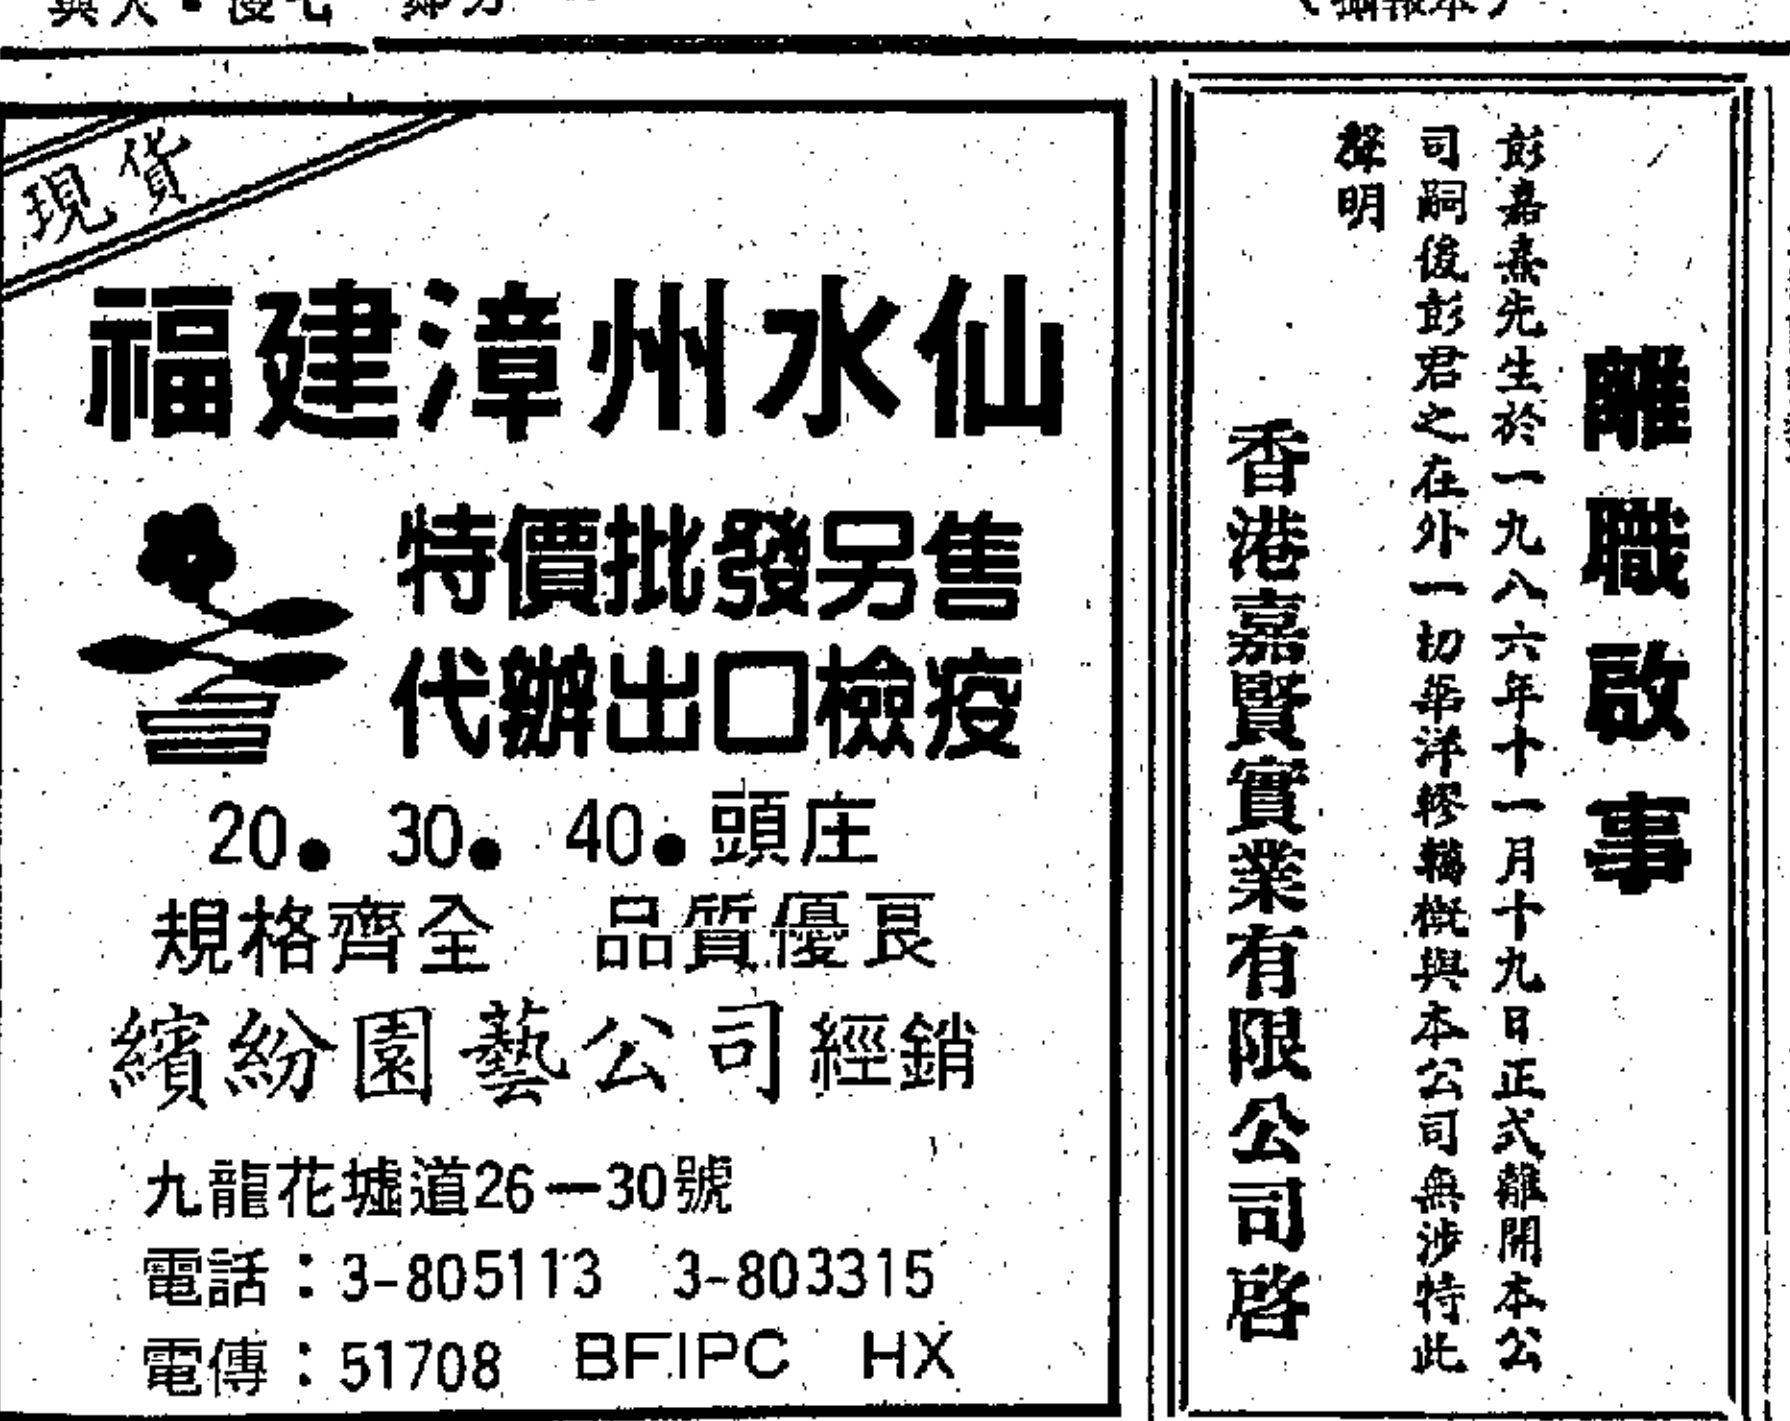 （攝報本）
現貨
福建漳州水仙
特價批發另售
代辦出口檢疫
20. 30. 40. 頭庄
規格齊全 品質優良
繽紛園藝公司經銷
九龍花墟道26—30號
電話：3-805113 3-803315
電傳：51708 BFIPC HX
離職啟事
彭嘉熹先生於一九八六年十一月十九日正式離開本公
司嗣後彭君之在外一切華洋轇轕概與本公司無涉特此
聲明
香港嘉賢實業有限公司啓